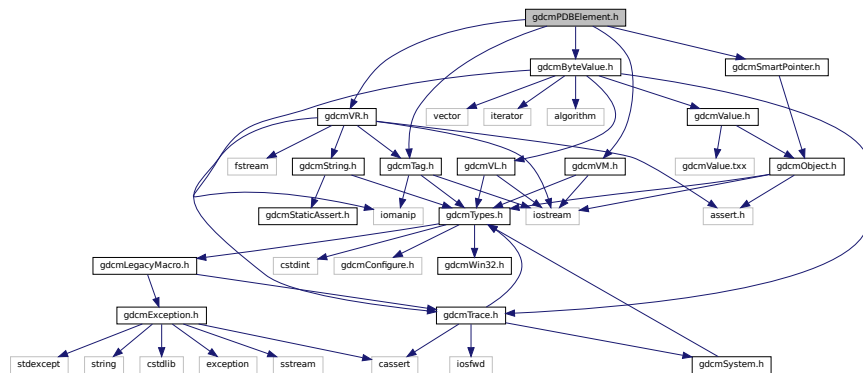 gdcmPDBElement.h
gdcmByteValue.h
gdcmSmartPointer.h
gdcmVR.h
vector
iterator
algorithm
gdcmValue.h
fstream
gdcmString.h
gdcmTag.h
gdcmVL.h
gdcmVM.h
gdcmValue.txx
gdcmObject.h
gdcmStaticAssert.h
iomanip
gdcmTypes.h
iostream
assert.h
gdcmLegacyMacro.h
cstdint
gdcmConfigure.h
gdcmWin32.h
gdcmException.h
gdcmTrace.h
stdexcept
string
cstdlib
exception
sstream
cassert
iosfwd
gdcmSystem.h